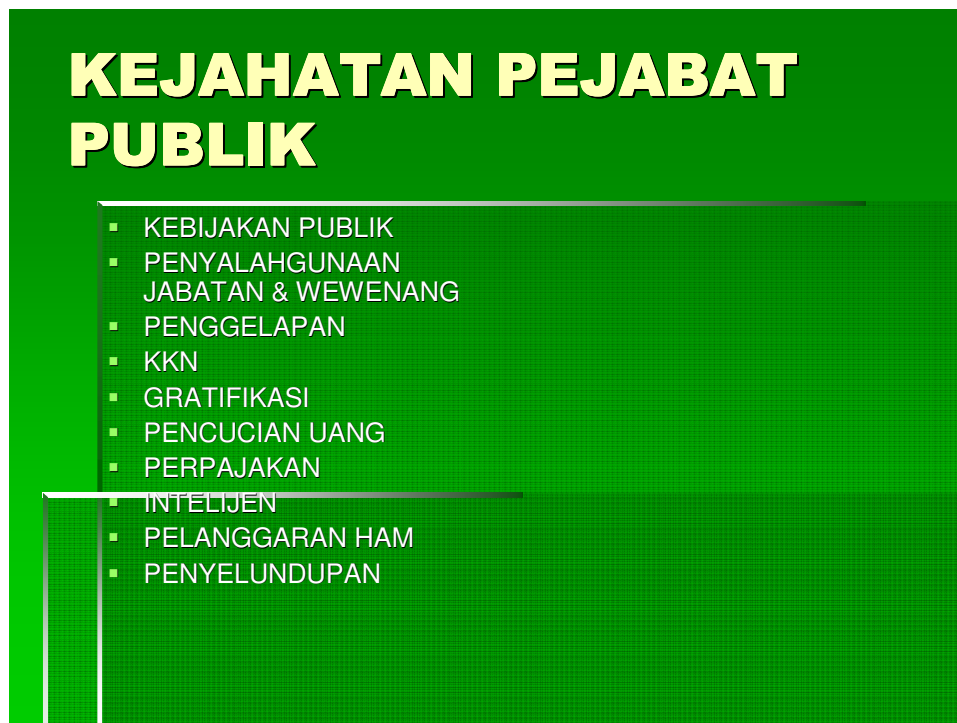 KEJAHATAN PEJABAT
PUBLIK
KEBIJAKAN PUBLIK
PENYALAHGUNAAN
JABATAN & WEWENANG
PENGGELAPAN
KKN
GRATIFIKASI
PENCUCIAN UANG
PERPAJAKAN
INTELIJEN
PELANGGARAN HAM
PENYELUNDUPAN